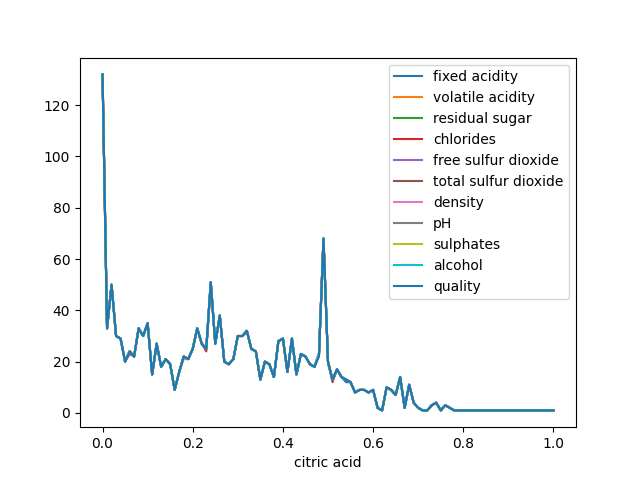 fixed acidity
volatile acidity
residual sugar
chlorides
free sulfur dioxide
total sulfur dioxide
density
pH
sulphates
alcohol
quality
120
100
80
60
40
20
0
0.0 0.2 0.4 0.6 0.8 1.0
citric acid